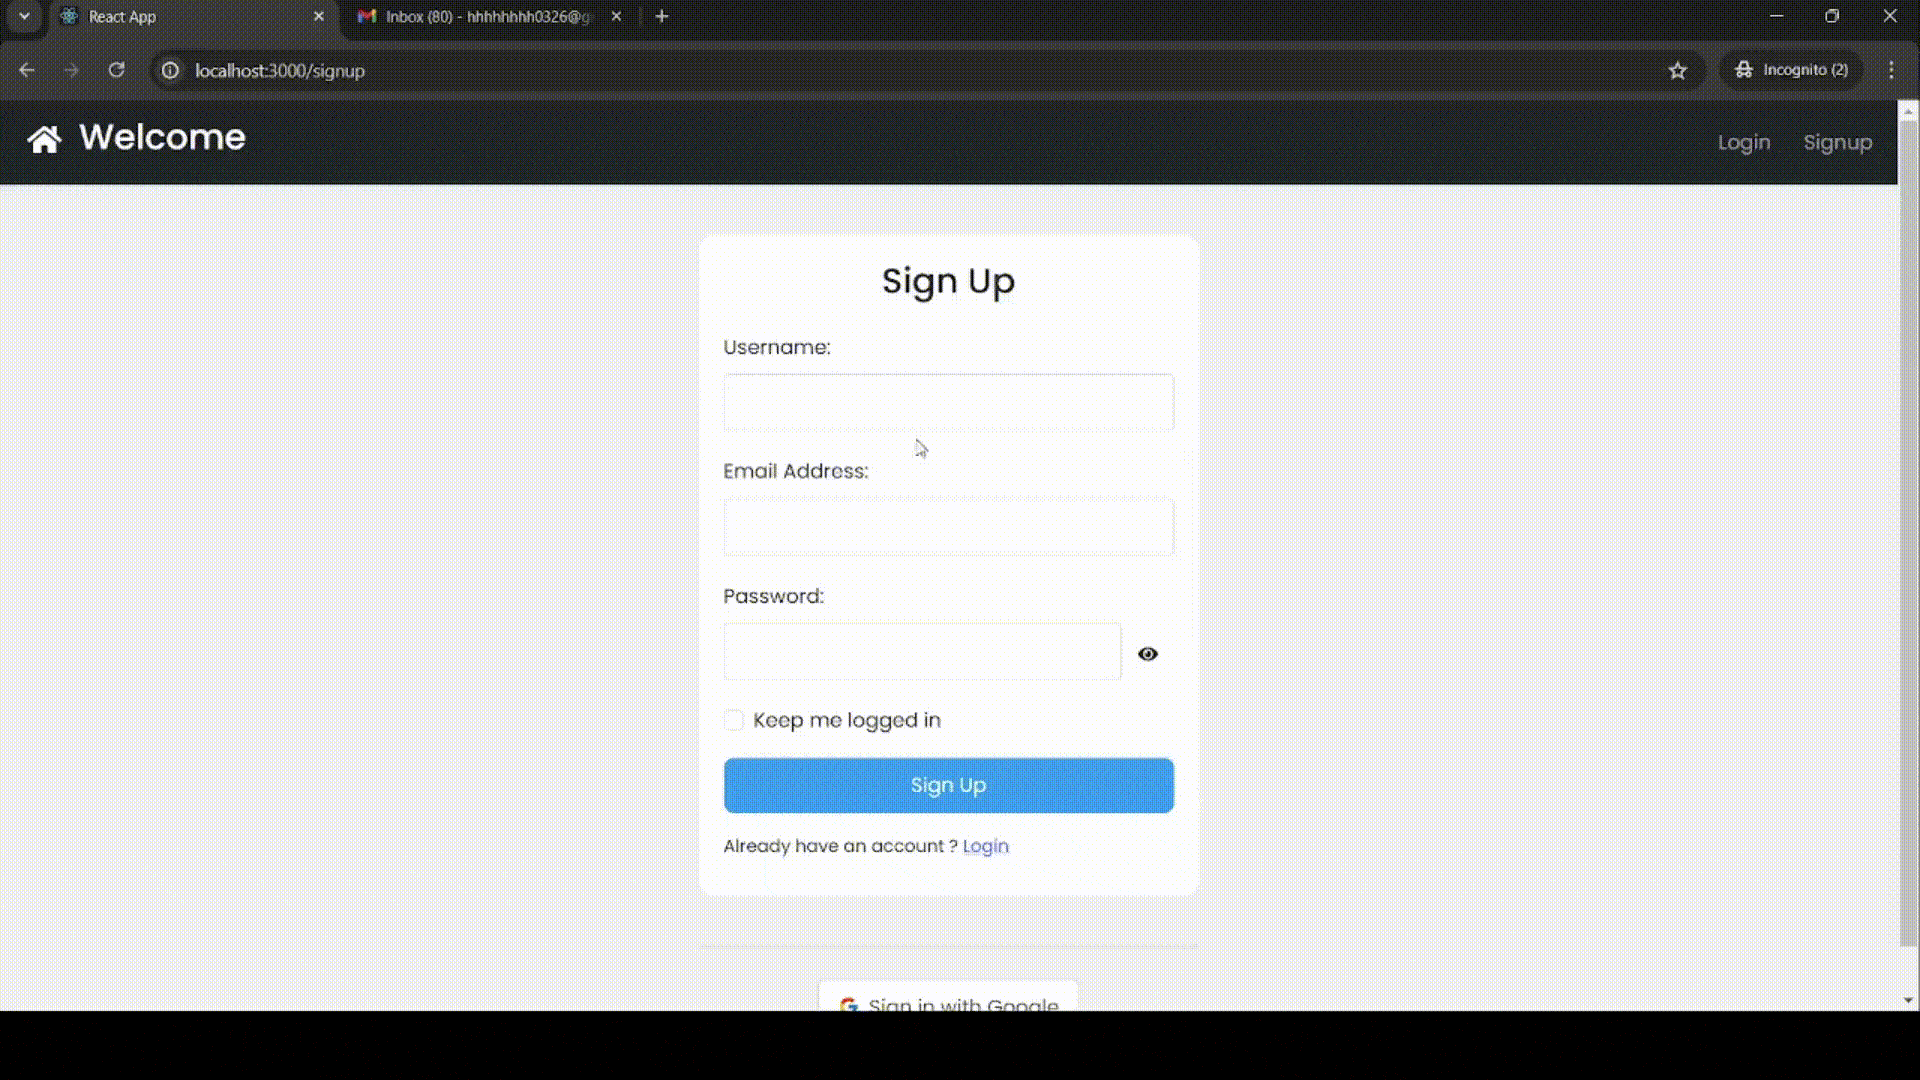 React App
Inbox (80) - hhhhhhhh0326@g
localhost:3000/signup
Incognito (2)
Welcome
Login
Signup
Sign Up
Username:
Email Address:
Password:
Keep me logged in
Sign Up
Already have an account ? Login
Sign in with Google